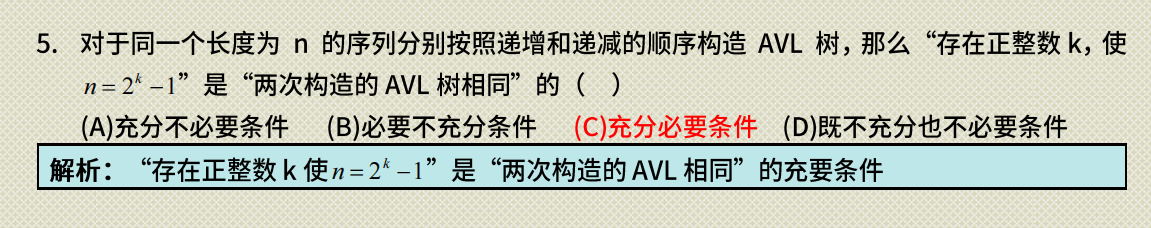 5. 对于同一个长度为 n 的序列分别按照递增和递减的顺序构造 AVL 树，那么“存在正整数 k，使
n = 2^k − 1”是“两次构造的 AVL 树相同”的（ ）
(A)充分不必要条件 (B)必要不充分条件 (C)充分必要条件 (D)既不充分也不必要条件
解析：“存在正整数 k 使 n = 2^k − 1”是“两次构造的 AVL 相同”的充要条件